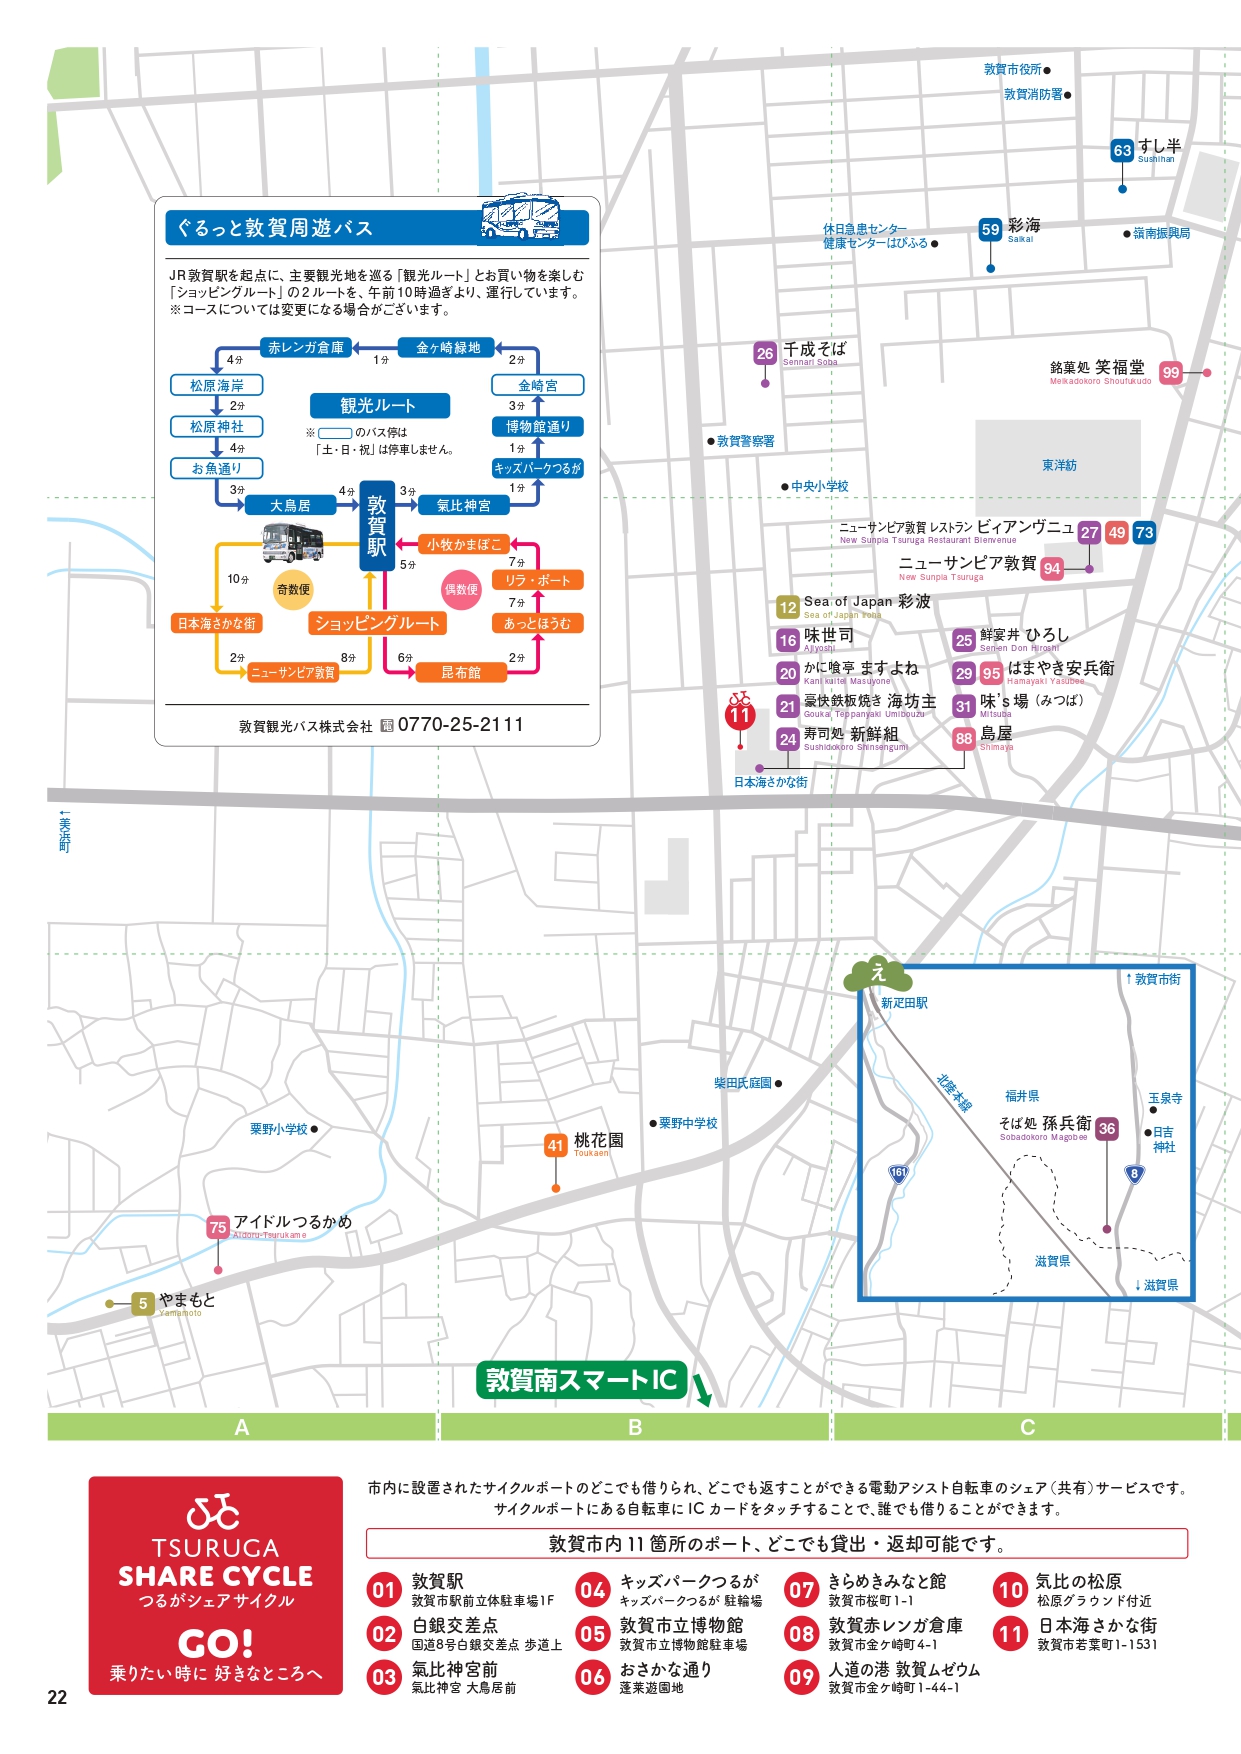 敦賀市役所
敦賀消防署
63 すし半
Sushihan
休日急患センター
健康センターはぴふる
59 彩海
Saikai
嶺南振興局
ぐるっと敦賀周遊バス
JR敦賀駅を起点に、主要観光地を巡る「観光ルート」とお買い物を楽しむ
「ショッピングルート」の2ルートを、午前10時過ぎより、運行しています。
※コースについては変更になる場合がございます。
赤レンガ倉庫
1分
金ヶ崎緑地
4分
2分
松原海岸
金崎宮
2分
観光ルート
3分
松原神社
博物館通り
※ のバス停は
「土・日・祝」は停車しません。
4分
1分
お魚通り
キッズパークつるが
3分
4分
3分
1分
大鳥居
敦賀駅
氣比神宮
小牧かまぼこ
5分
7分
10分
奇数便
偶数便
リラ・ポート
7分
日本海さかな街
ショッピングルート
あっとほうむ
2分
8分
6分
2分
ニューサンピア敦賀
昆布館
敦賀観光バス株式会社 電 0770-25-2111
26 千成そば
Sennari Soba
銘菓処 笑福堂 99
Meikadokoro Shoufukudo
敦賀警察署
東洋紡
中央小学校
ニューサンピア敦賀 レストラン ビィアンヴニュ 27 49 73
New Sunpia Tsuruga Restaurant Bienvenue
ニューサンピア敦賀 94
New Sunpia Tsuruga
12 Sea of Japan 彩波
Sea of Japan Iroha
16 味世司
Ajiyoshi
25 鮮宴丼 ひろし
Sen-en Don Hiroshi
20 かに喰亭 ますよね
Kani kuitei Masuyone
29 95 はまやき安兵衛
Hamayaki Yasubee
21 豪快鉄板焼き 海坊主
Goukai Teppanyaki Umibouzu
31 味's場（みつば）
Mitsuba
24 寿司処 新鮮組
Sushidokoro Shinsengumi
88 島屋
Shimaya
11
日本海さかな街
←美浜町
え
新疋田駅
↑敦賀市街
北陸本線
福井県
玉泉寺
そば処 孫兵衛 36
Sobadokoro Magobee
日吉
神社
161
8
滋賀県
↓滋賀県
柴田氏庭園
粟野中学校
粟野小学校
41 桃花園
Toukaen
75 アイドルつるかめ
Aidoru-Tsurukame
5 やまもと
Yamamoto
敦賀南スマートIC
A
B
C
TSURUGA
SHARE CYCLE
つるがシェアサイクル
GO!
乗りたい時に 好きなところへ
市内に設置されたサイクルポートのどこでも借りられ、どこでも返すことができる電動アシスト自転車のシェア（共有）サービスです。
サイクルポートにある自転車にICカードをタッチすることで、誰でも借りることができます。
敦賀市内11箇所のポート、どこでも貸出・返却可能です。
01 敦賀駅
敦賀市駅前立体駐車場1F
02 白銀交差点
国道8号白銀交差点 歩道上
03 氣比神宮前
氣比神宮 大鳥居前
04 キッズパークつるが
キッズパークつるが 駐輪場
05 敦賀市立博物館
敦賀市立博物館駐車場
06 おさかな通り
蓬莱遊園地
07 きらめきみなと館
敦賀市桜町1-1
08 敦賀赤レンガ倉庫
敦賀市金ケ崎町4-1
09 人道の港 敦賀ムゼウム
敦賀市金ケ崎町1-44-1
10 気比の松原
松原グラウンド付近
11 日本海さかな街
敦賀市若葉町1-1531
22